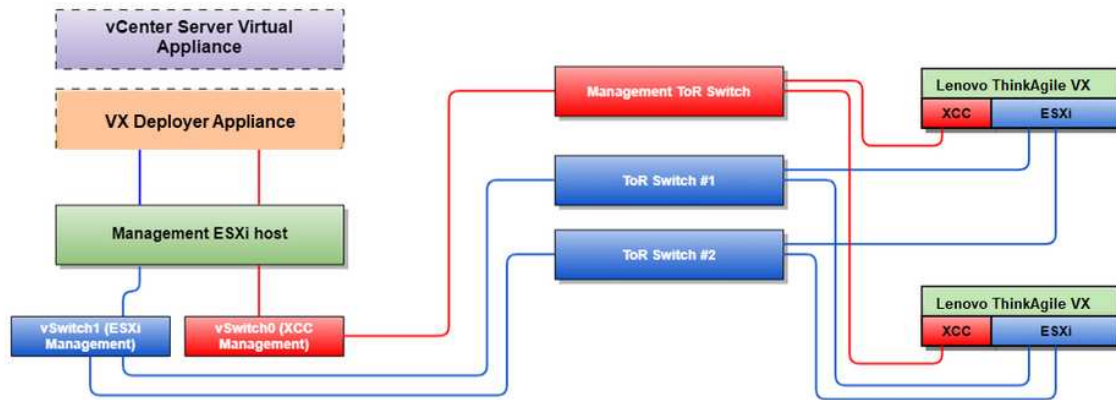 vCenter Server Virtual
Appliance
VX Deployer Appliance
Management ESXi host
vSwitch1 (ESXi
Management)
vSwitch0 (XCC
Management)
Management ToR Switch
ToR Switch #1
ToR Switch #2
Lenovo ThinkAgile VX
XCC
ESXi
Lenovo ThinkAgile VX
XCC
ESXi